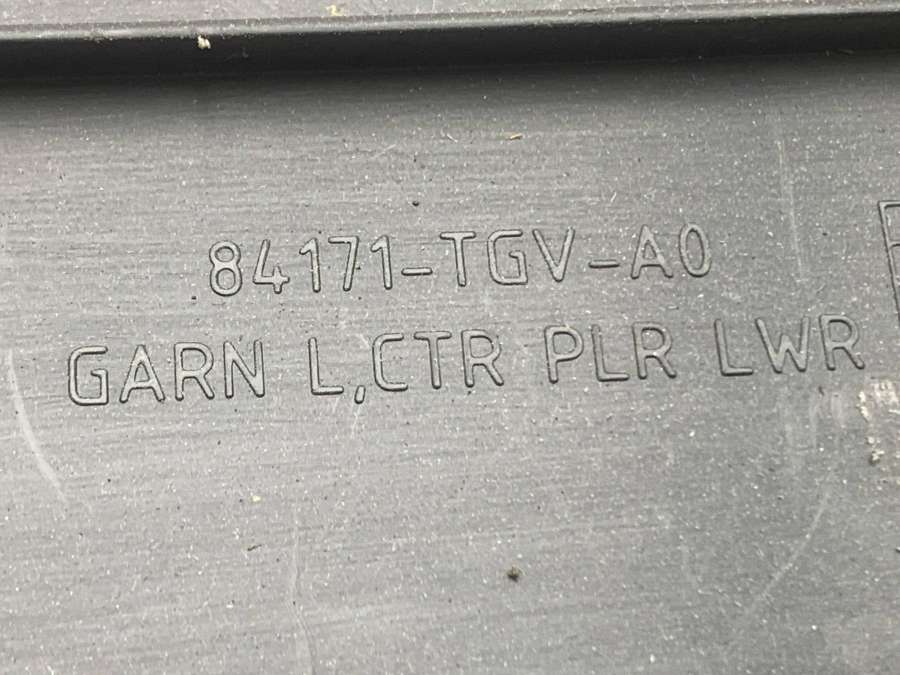 84171-TGV-A0
GARN L,CTR PLR LWR